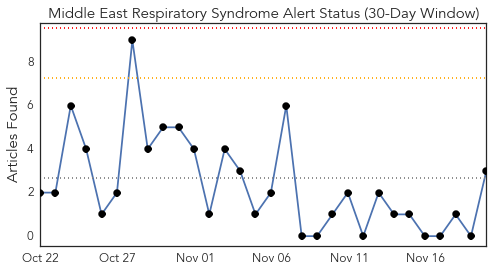 Middle East Respiratory Syndrome Alert Status (30-Day Window)
Articles Found
8
6
4
2
0
Oct 22 Oct 27 Nov 01 Nov 06 Nov 11 Nov 16